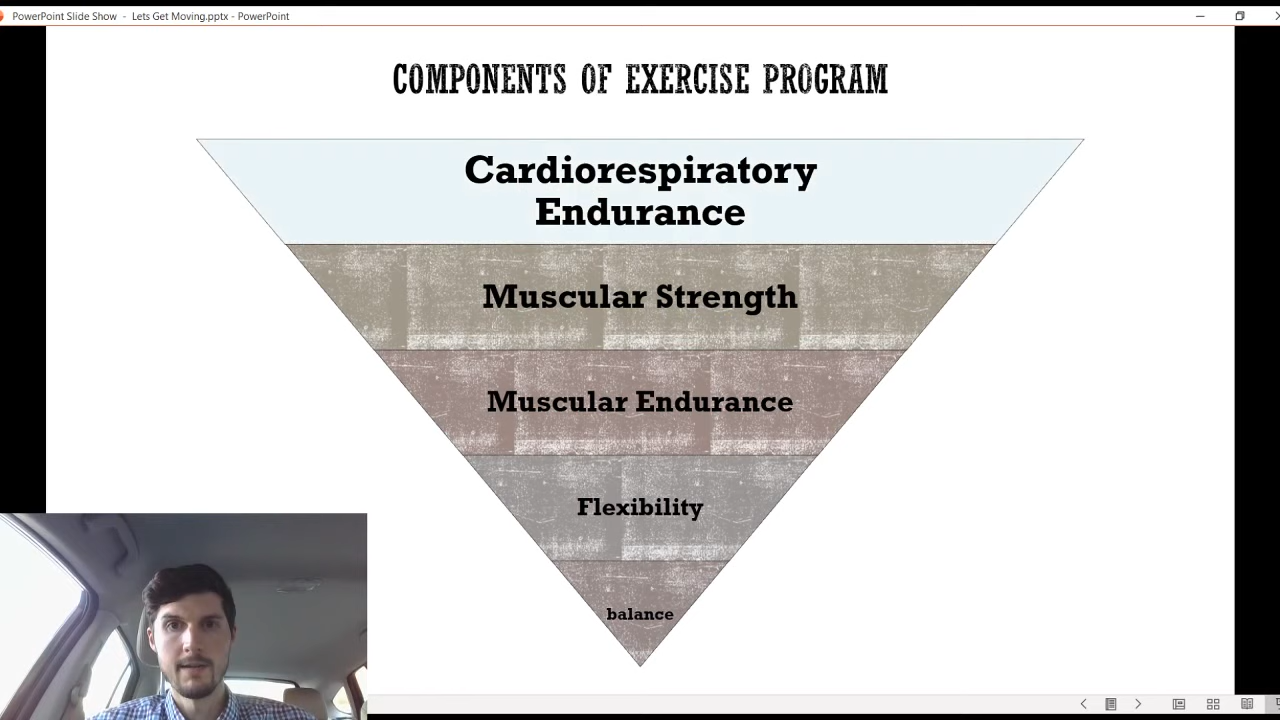 PowerPoint Slide Show - Lets Get Moving.pptx - PowerPoint
COMPONENTS OF EXERCISE PROGRAM
Cardiorespiratory
Endurance
Muscular Strength
Muscular Endurance
Flexibility
balance